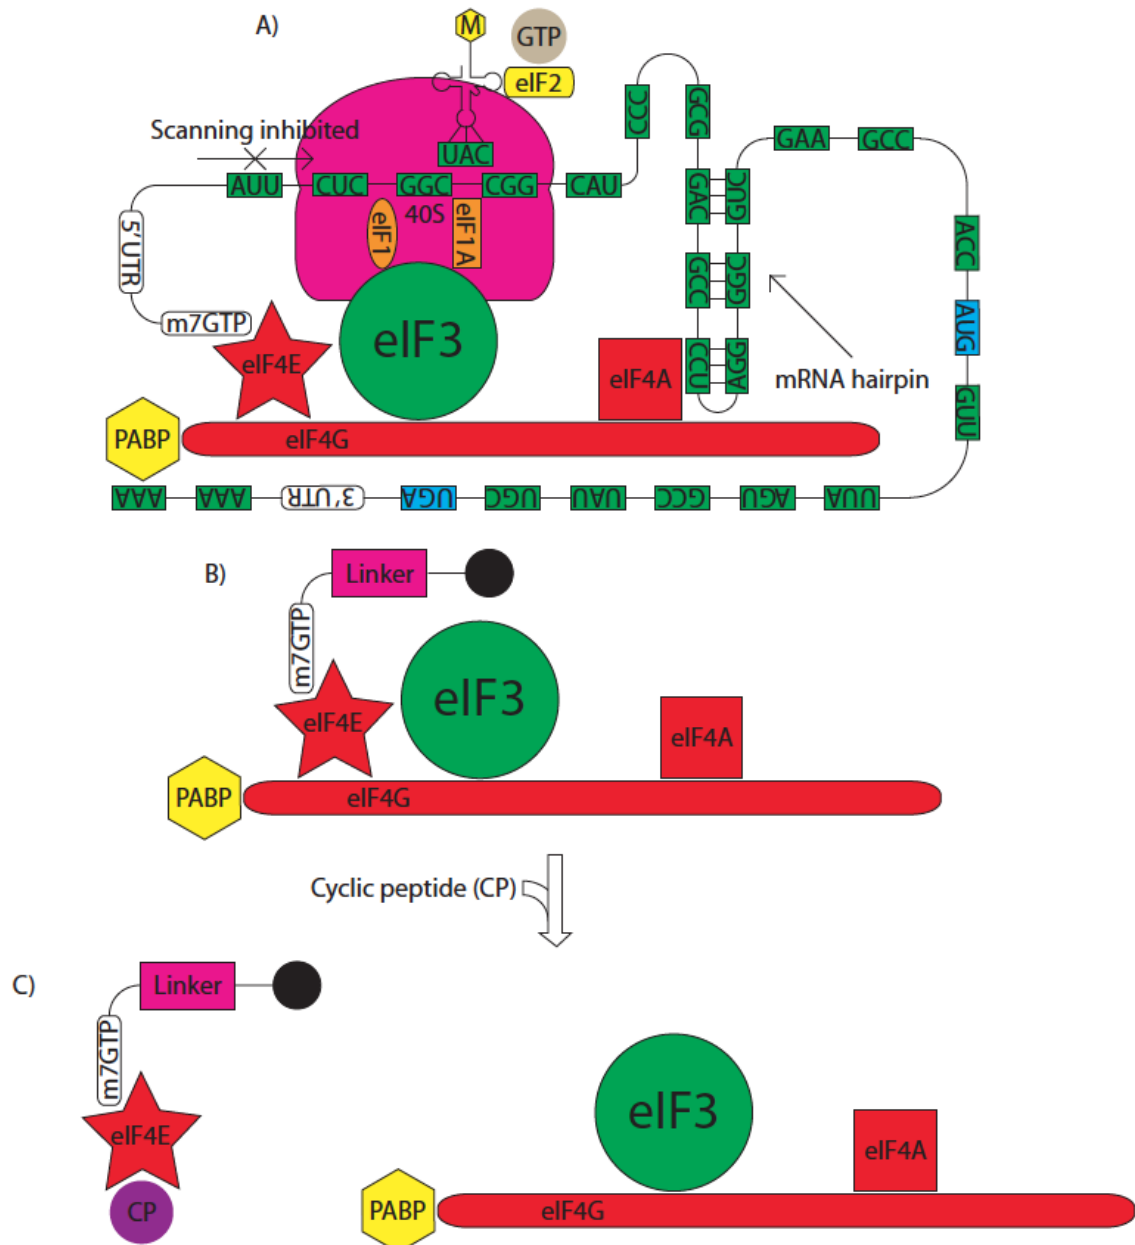 A)
M
GTP
eIF2
Scanning inhibited
UAC
AUU
CUC
GGC
CGG
CAU
CCC
GCG
GAC
GCC
CCU
AGG
GGC
GUC
GAA
GCC
ACC
AUG
GUU
40S
eIF1
eIF1A
5'UTR
m7GTP
eIF4E
eIF3
eIF4A
mRNA hairpin
PABP
eIF4G
UUA
AGU
GCC
UAU
UGC
UGA
3'UTR
AAA
AAA
B)
Linker
m7GTP
eIF4E
eIF3
eIF4A
PABP
eIF4G
Cyclic peptide (CP)
C)
Linker
m7GTP
eIF4E
CP
eIF3
eIF4A
PABP
eIF4G